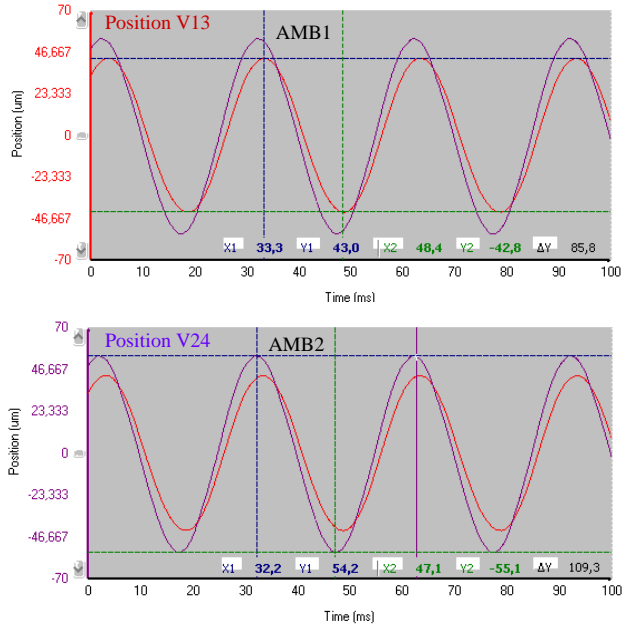 70
Position V13
AMB1
46,667
23,333
0
-23,333
-46,667
-70
Position (um)
X1 33,3 Y1 43,0 X2 48,4 Y2 -42,8 ΔY 85,8
0 10 20 30 40 50 60 70 80 90 100
Time (ms)
70
Position V24
AMB2
46,667
23,333
0
-23,333
-46,667
-70
Position (um)
X1 32,2 Y1 54,2 X2 47,1 Y2 -55,1 ΔY 109,3
0 10 20 30 40 50 60 70 80 90 100
Time (ms)